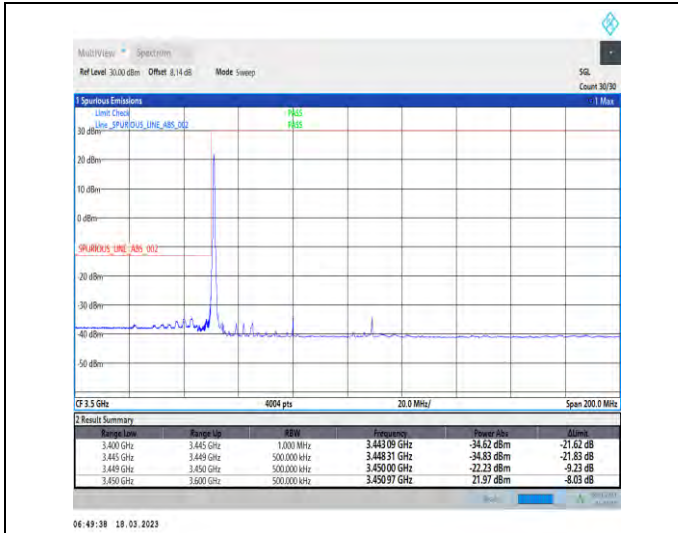 MultiView Spectrum
Ref Level 30.00 dBm Offset 8.14 dB Mode Sweep SGL
Count 30/30
1 Spurious Emissions 1 Max
Limit Check PASS
Line _SPURIOUS_LINE_ABS_002 PASS
30 dBm
20 dBm
10 dBm
0 dBm
SPURIOUS_LINE_ABS_002
-20 dBm
-30 dBm
-40 dBm
-50 dBm
CF 3.5 GHz 4004 pts 20.0 MHz/ Span 200.0 MHz
2 Result Summary
Range Low Range Up RBW Frequency Power Abs ΔLimit
3.400 GHz 3.445 GHz 1.000 MHz 3.443 09 GHz -34.62 dBm -21.62 dB
3.445 GHz 3.449 GHz 500.000 kHz 3.448 31 GHz -34.83 dBm -21.83 dB
3.449 GHz 3.450 GHz 500.000 kHz 3.450 00 GHz -22.23 dBm -9.23 dB
3.450 GHz 3.600 GHz 500.000 kHz 3.450 97 GHz 21.97 dBm -8.03 dB
06:49:38 18.03.2023